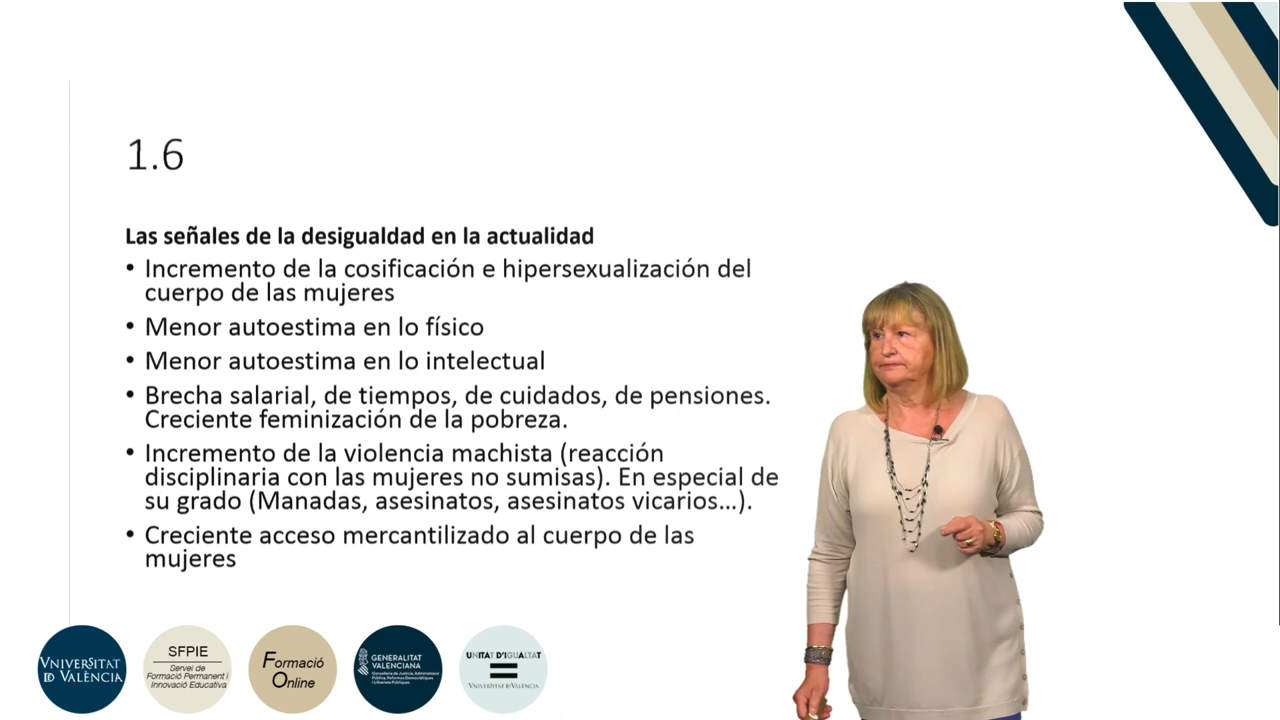 1.6
Las señales de la desigualdad en la actualidad
• Incremento de la cosificación e hipersexualización del
cuerpo de las mujeres
• Menor autoestima en lo físico
• Menor autoestima en lo intelectual
• Brecha salarial, de tiempos, de cuidados, de pensiones.
Creciente feminización de la pobreza.
• Incremento de la violencia machista (reacción
disciplinaria con las mujeres no sumisas). En especial de
su grado (Manadas, asesinatos, asesinatos vicarios...).
• Creciente acceso mercantilizado al cuerpo de las
mujeres
VNIVERSITAT
ID VALÈNCIA
SFPIE
Servei de
Formació Permanent i
Innovació Educativa
Formació
Online
GENERALITAT
VALENCIANA
Conselleria de Justícia, Administració
Pública, Reformes Democràtiques
i Llibertats Públiques
UNITAT D'IGUALTAT
VNIVERSITAT ID VALÈNCIA